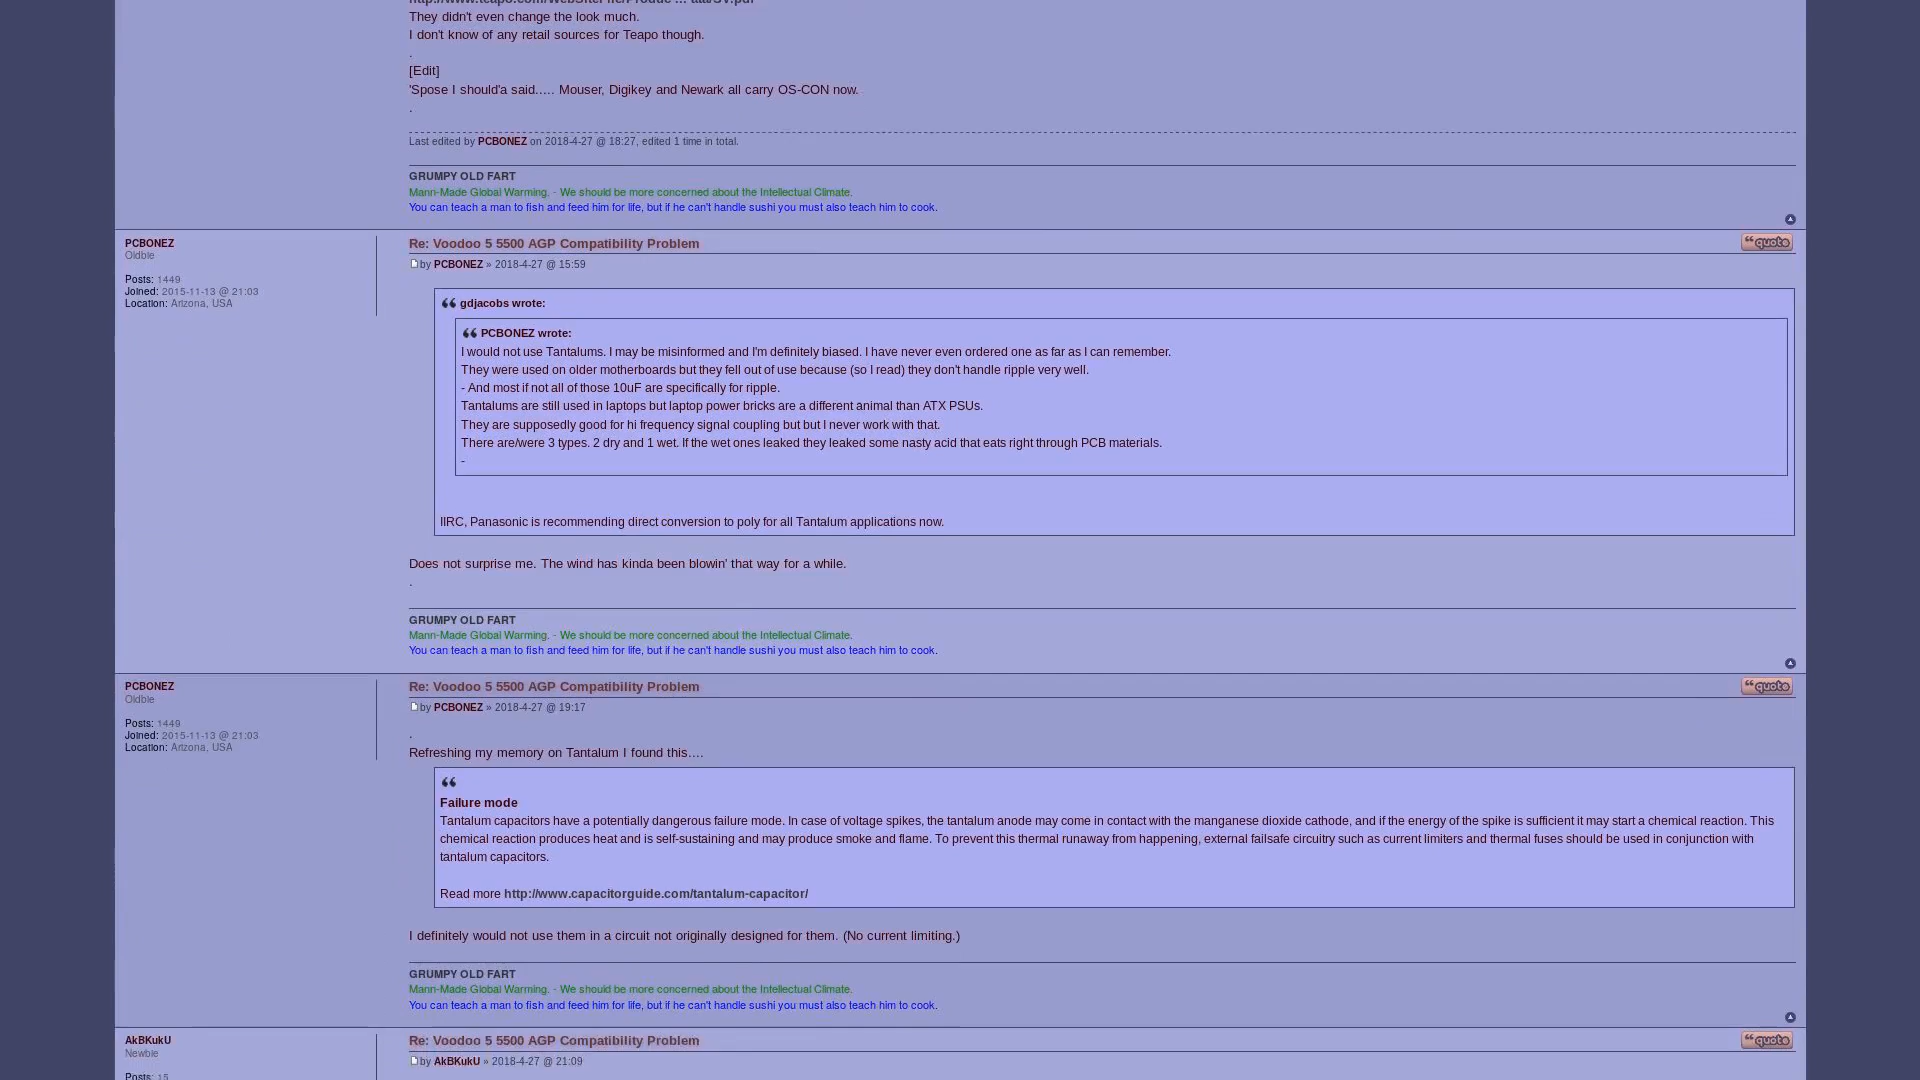 They didn't even change the look much.
I don't know of any retail sources for Teapo though.
.
[Edit]
'Spose I should'a said..... Mouser, Digikey and Newark all carry OS-CON now.
.
Last edited by PCBONEZ on 2018-4-27 @ 18:27, edited 1 time in total.
GRUMPY OLD FART
Mann-Made Global Warming. - We should be more concerned about the Intellectual Climate.
You can teach a man to fish and feed him for life, but if he can't handle sushi you must also teach him to cook.
PCBONEZ
Oldbie
Posts: 1449
Joined: 2015-11-13 @ 21:03
Location: Arizona, USA
Re: Voodoo 5 5500 AGP Compatibility Problem
quote
by PCBONEZ » 2018-4-27 @ 15:59
gdjacobs wrote:
PCBONEZ wrote:
I would not use Tantalums. I may be misinformed and I'm definitely biased. I have never even ordered one as far as I can remember.
They were used on older motherboards but they fell out of use because (so I read) they don't handle ripple very well.
- And most if not all of those 10uF are specifically for ripple.
Tantalums are still used in laptops but laptop power bricks are a different animal than ATX PSUs.
They are supposedly good for hi frequency signal coupling but but I never work with that.
There are/were 3 types. 2 dry and 1 wet. If the wet ones leaked they leaked some nasty acid that eats right through PCB materials.
-
IIRC, Panasonic is recommending direct conversion to poly for all Tantalum applications now.
Does not surprise me. The wind has kinda been blowin' that way for a while.
.
GRUMPY OLD FART
Mann-Made Global Warming. - We should be more concerned about the Intellectual Climate.
You can teach a man to fish and feed him for life, but if he can't handle sushi you must also teach him to cook.
PCBONEZ
Oldbie
Posts: 1449
Joined: 2015-11-13 @ 21:03
Location: Arizona, USA
Re: Voodoo 5 5500 AGP Compatibility Problem
quote
by PCBONEZ » 2018-4-27 @ 19:17
.
Refreshing my memory on Tantalum I found this....
Failure mode
Tantalum capacitors have a potentially dangerous failure mode. In case of voltage spikes, the tantalum anode may come in contact with the manganese dioxide cathode, and if the energy of the spike is sufficient it may start a chemical reaction. This
chemical reaction produces heat and is self-sustaining and may produce smoke and flame. To prevent this thermal runaway from happening, external failsafe circuitry such as current limiters and thermal fuses should be used in conjunction with
tantalum capacitors.
Read more http://www.capacitorguide.com/tantalum-capacitor/
I definitely would not use them in a circuit not originally designed for them. (No current limiting.)
GRUMPY OLD FART
Mann-Made Global Warming. - We should be more concerned about the Intellectual Climate.
You can teach a man to fish and feed him for life, but if he can't handle sushi you must also teach him to cook.
AkBKukU
Newbie
Posts: 15
Re: Voodoo 5 5500 AGP Compatibility Problem
quote
by AkBKukU » 2018-4-27 @ 21:09